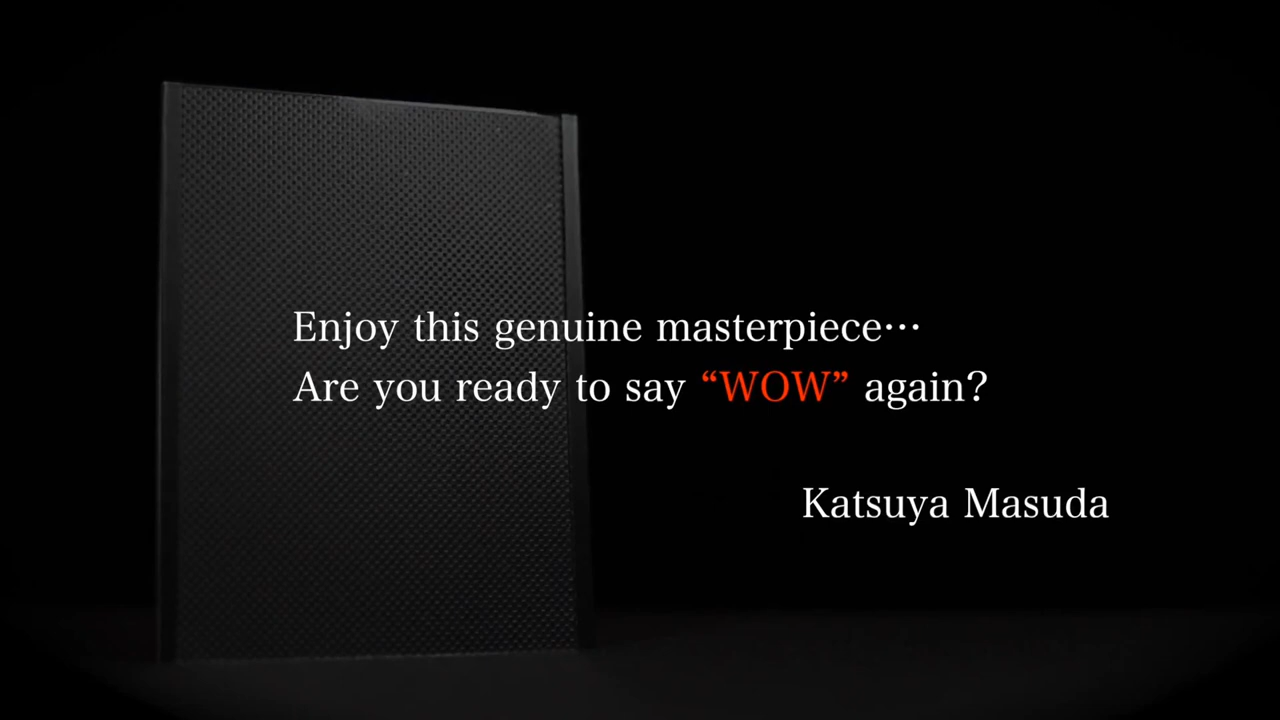 Enjoy this genuine masterpiece…
Are you ready to say “WOW” again?
Katsuya Masuda